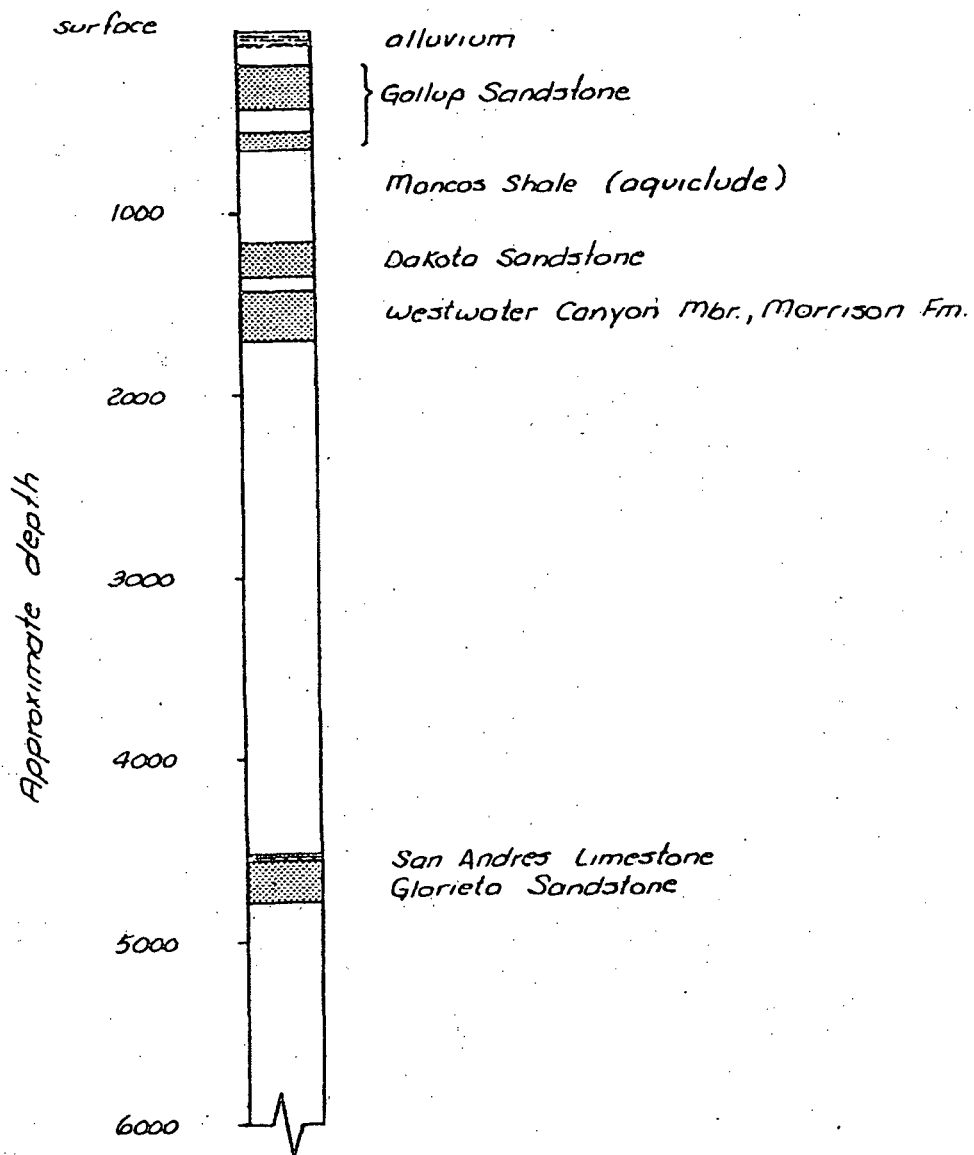 surface
alluvium
Gallup Sandstone
Mancos Shale (aquiclude)
1000
Dakota Sandstone
Westwater Canyon Mbr., Morrison Fm.
2000
Approximate depth
3000
4000
San Andres Limestone
Glorieta Sandstone
5000
6000